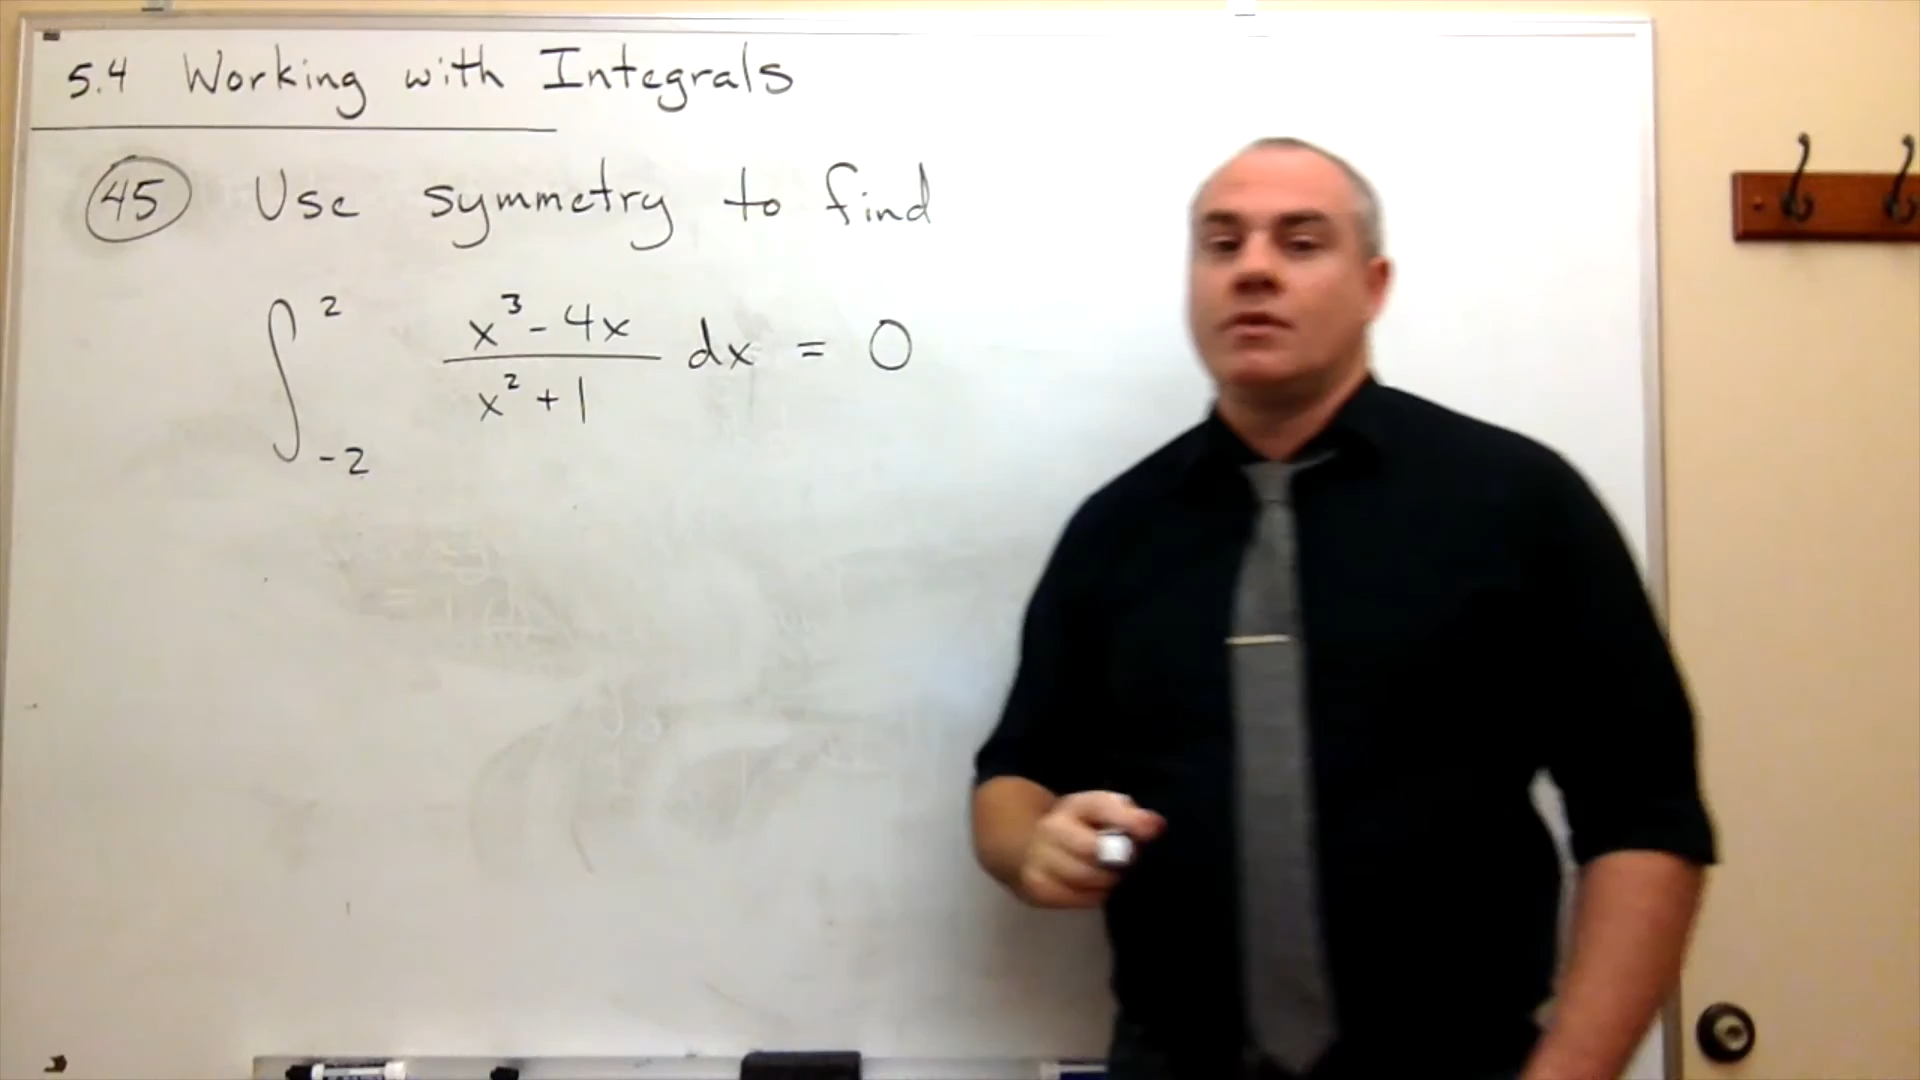 5.4 Working with Integrals
45 Use symmetry to find
∫_{-2}^{2} (x³ - 4x)/(x² + 1) dx = 0